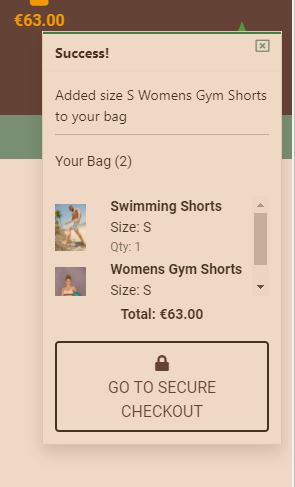 €63.00
Success!
Added size S Womens Gym Shorts
to your bag
Your Bag (2)
Swimming Shorts
Size: S
Qty: 1
Womens Gym Shorts
Size: S
Total: €63.00
GO TO SECURE
CHECKOUT